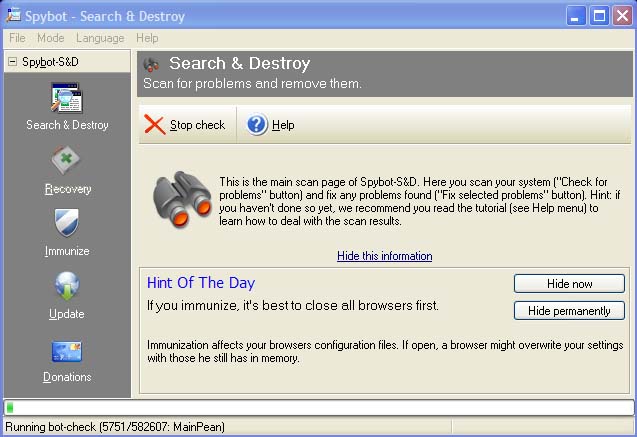 Spybot - Search & Destroy
File Mode Language Help
Spybot-S&D
Search & Destroy
Recovery
Immunize
Update
Donations
Search & Destroy
Scan for problems and remove them.
Stop check
Help
This is the main scan page of Spybot-S&D. Here you scan your system ("Check for
problems" button) and fix any problems found ("Fix selected problems" button). Hint: if
you haven't done so yet, we recommend you read the tutorial (see Help menu) to
learn how to deal with the scan results.
Hide this information
Hint Of The Day
Hide now
If you immunize, it's best to close all browsers first.
Hide permanently
Immunization affects your browsers configuration files. If open, a browser might overwrite your settings
with those he still has in memory.
Running bot-check (5751/582607: MainPean)